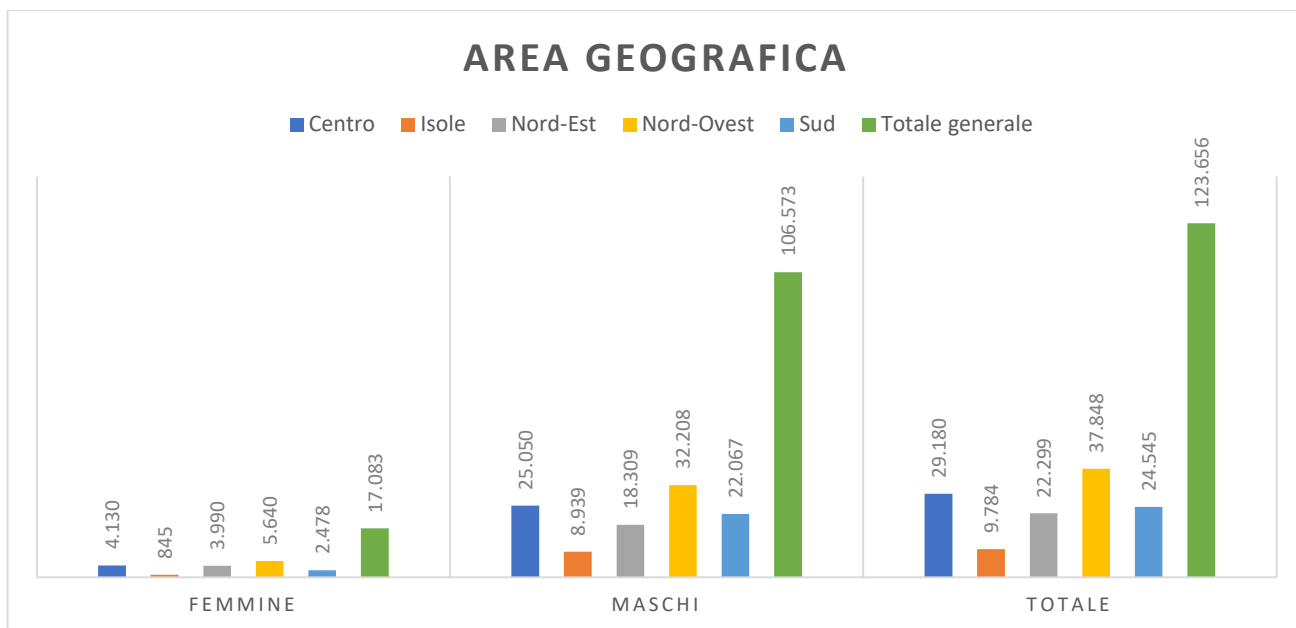 AREA GEOGRAFICA
Centro Isole Nord-Est Nord-Ovest Sud Totale generale
4.130 845 3.990 5.640 2.478 17.083
25.050 8.939 18.309 32.208 22.067 106.573
29.180 9.784 22.299 37.848 24.545 123.656
FEMMINE MASCHI TOTALE